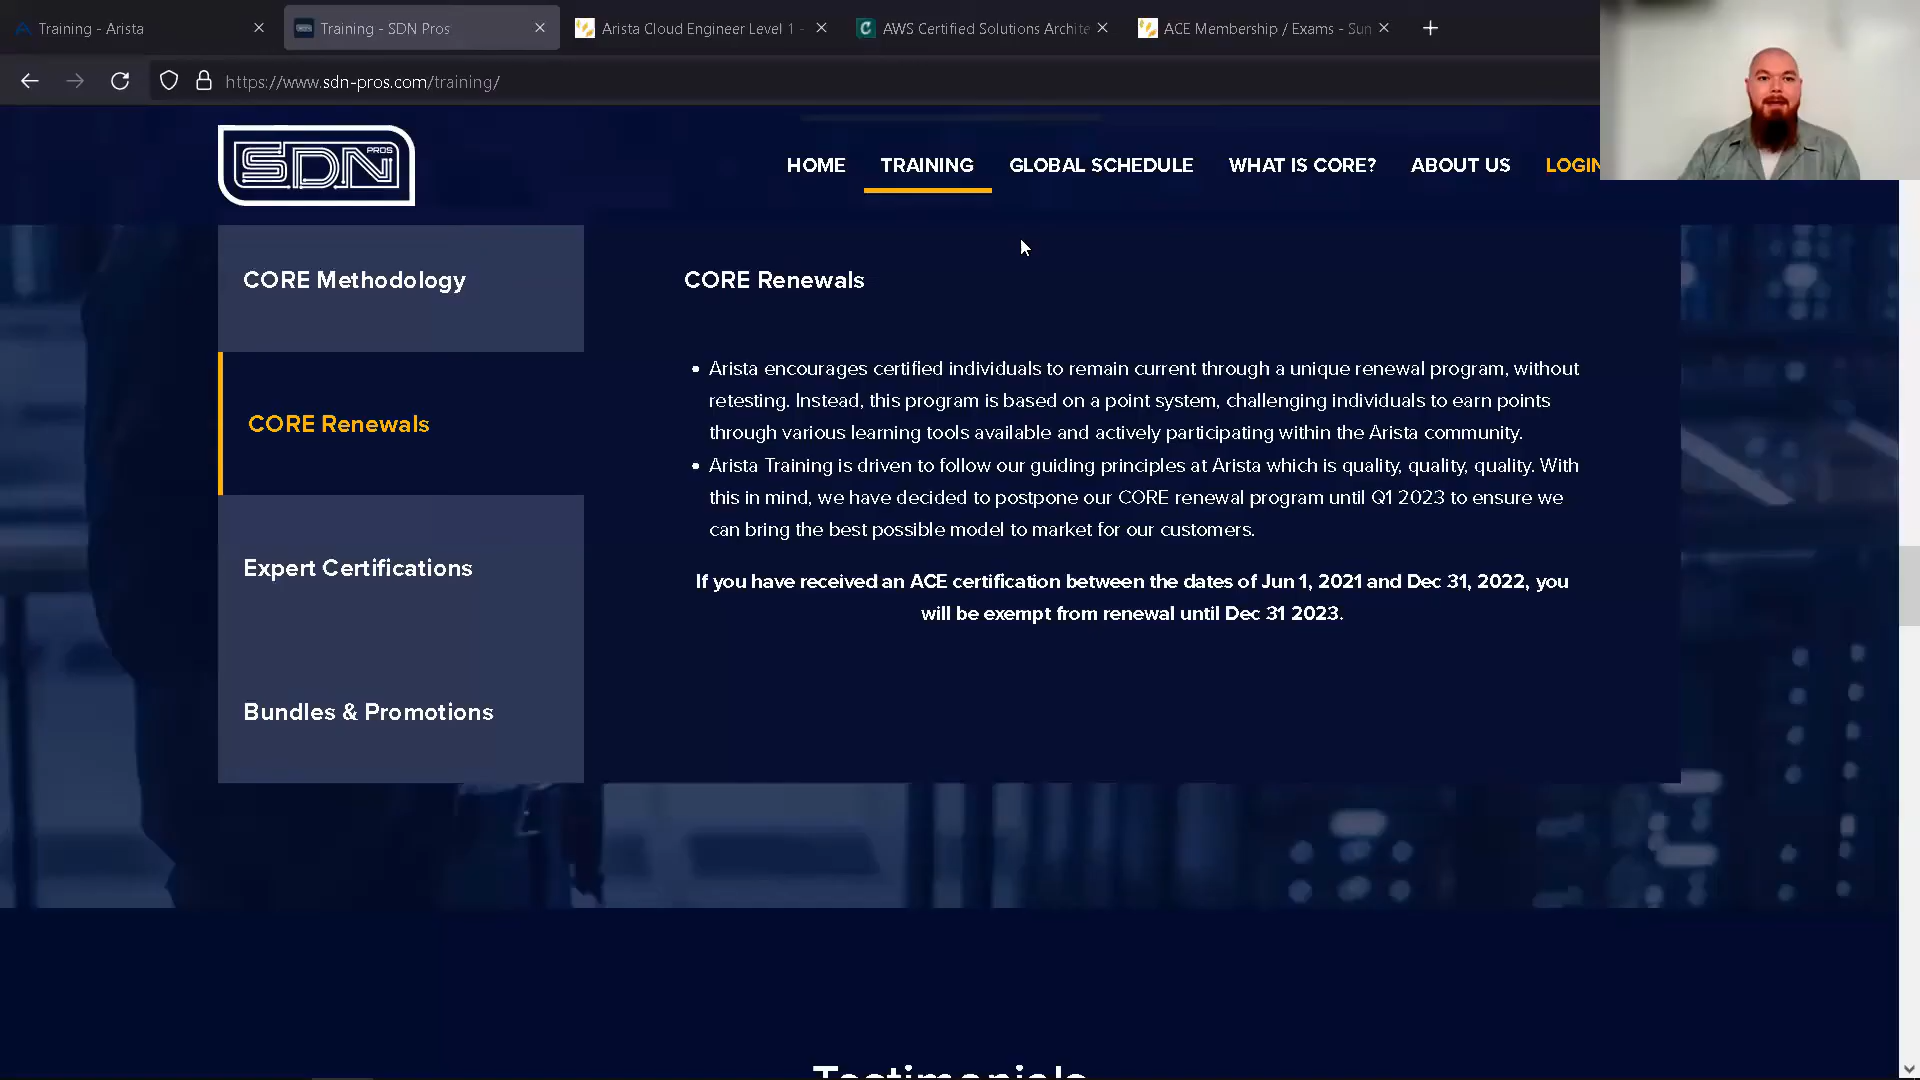 Training - Arista
Training - SDN Pros
Arista Cloud Engineer Level 1 -
AWS Certified Solutions Archite
ACE Membership / Exams - Sun
https://www.sdn-pros.com/training/
SDN PROS
HOME
TRAINING
GLOBAL SCHEDULE
WHAT IS CORE?
ABOUT US
LOGIN
CORE Methodology
CORE Renewals
Expert Certifications
Bundles & Promotions
CORE Renewals
• Arista encourages certified individuals to remain current through a unique renewal program, without
retesting. Instead, this program is based on a point system, challenging individuals to earn points
through various learning tools available and actively participating within the Arista community.
• Arista Training is driven to follow our guiding principles at Arista which is quality, quality, quality. With
this in mind, we have decided to postpone our CORE renewal program until Q1 2023 to ensure we
can bring the best possible model to market for our customers.
If you have received an ACE certification between the dates of Jun 1, 2021 and Dec 31, 2022, you
will be exempt from renewal until Dec 31 2023.
Testimonials